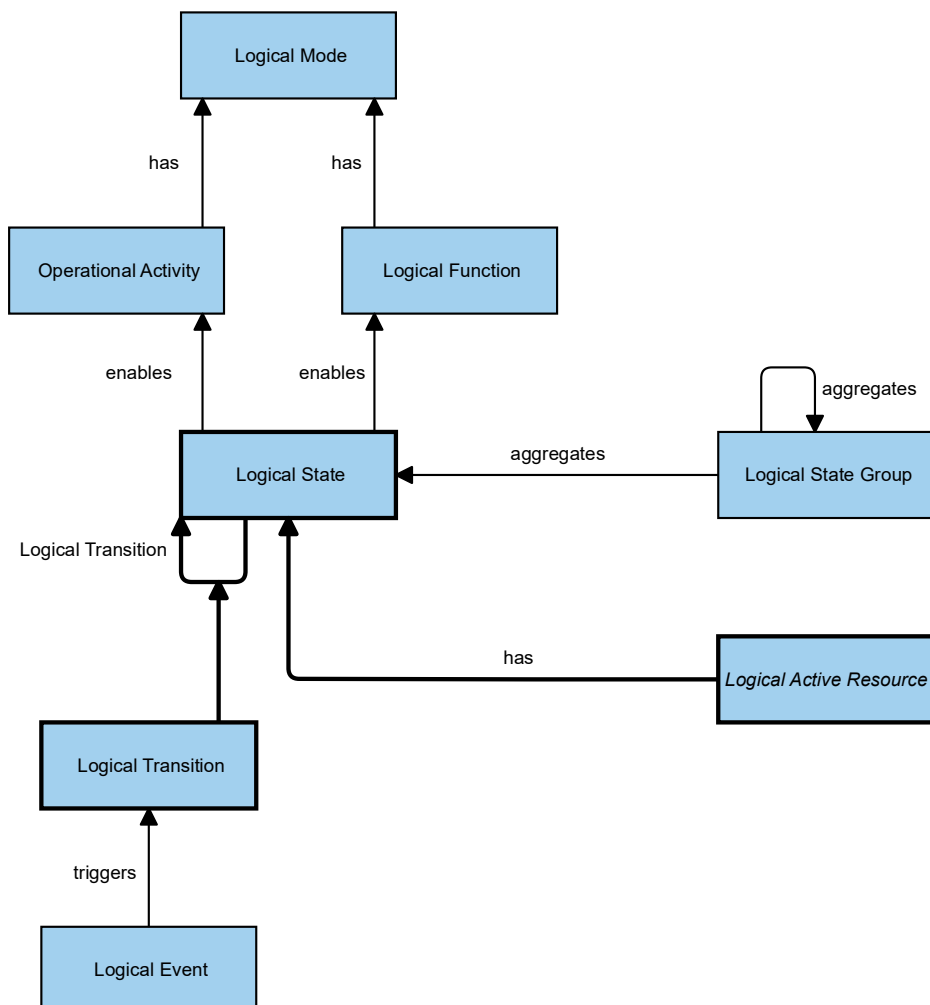 Logical Mode
has
has
Operational Activity
Logical Function
enables
enables
aggregates
Logical State
aggregates
Logical State Group
Logical Transition
has
Logical Active Resource
Logical Transition
triggers
Logical Event